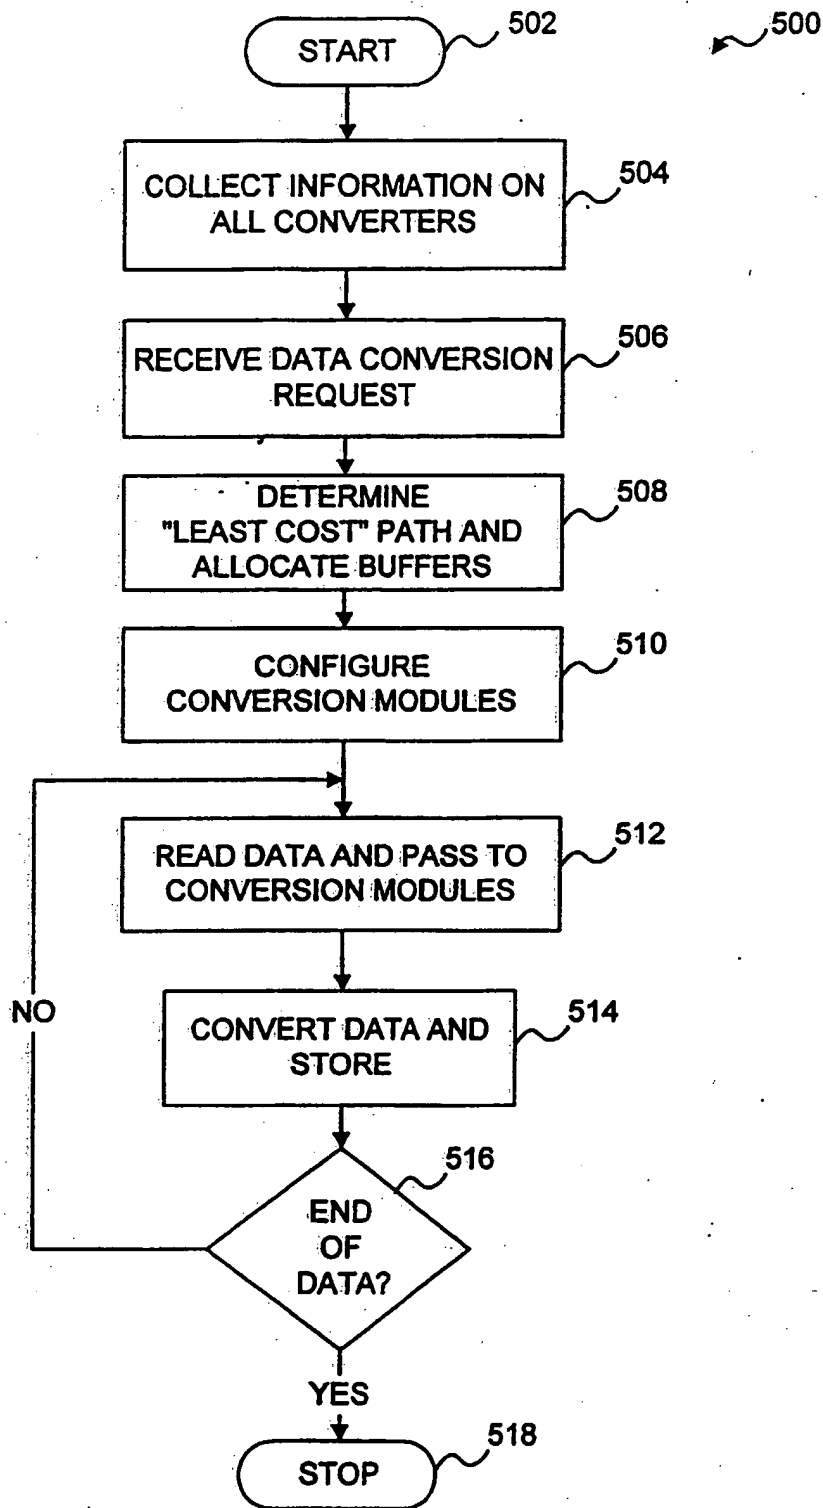 START
502
500
COLLECT INFORMATION ON
ALL CONVERTERS
504
RECEIVE DATA CONVERSION
REQUEST
506
DETERMINE
"LEAST COST" PATH AND
ALLOCATE BUFFERS
508
CONFIGURE
CONVERSION MODULES
510
READ DATA AND PASS TO
CONVERSION MODULES
512
NO
CONVERT DATA AND
STORE
514
END
OF
DATA?
516
YES
STOP
518